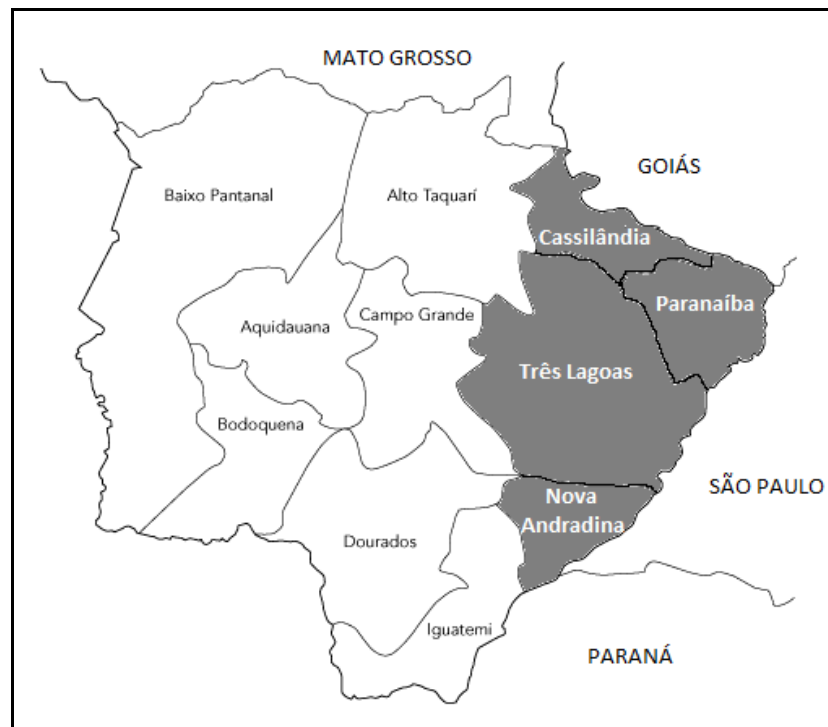 MATO GROSSO
GOIÁS
Baixo Pantanal
Alto Taquarí
Cassilândia
Paranaíba
Campo Grande
Aquidauana
Três Lagoas
Bodoquena
SÃO PAULO
Nova
Andradina
Dourados
Iguatemi
PARANÁ